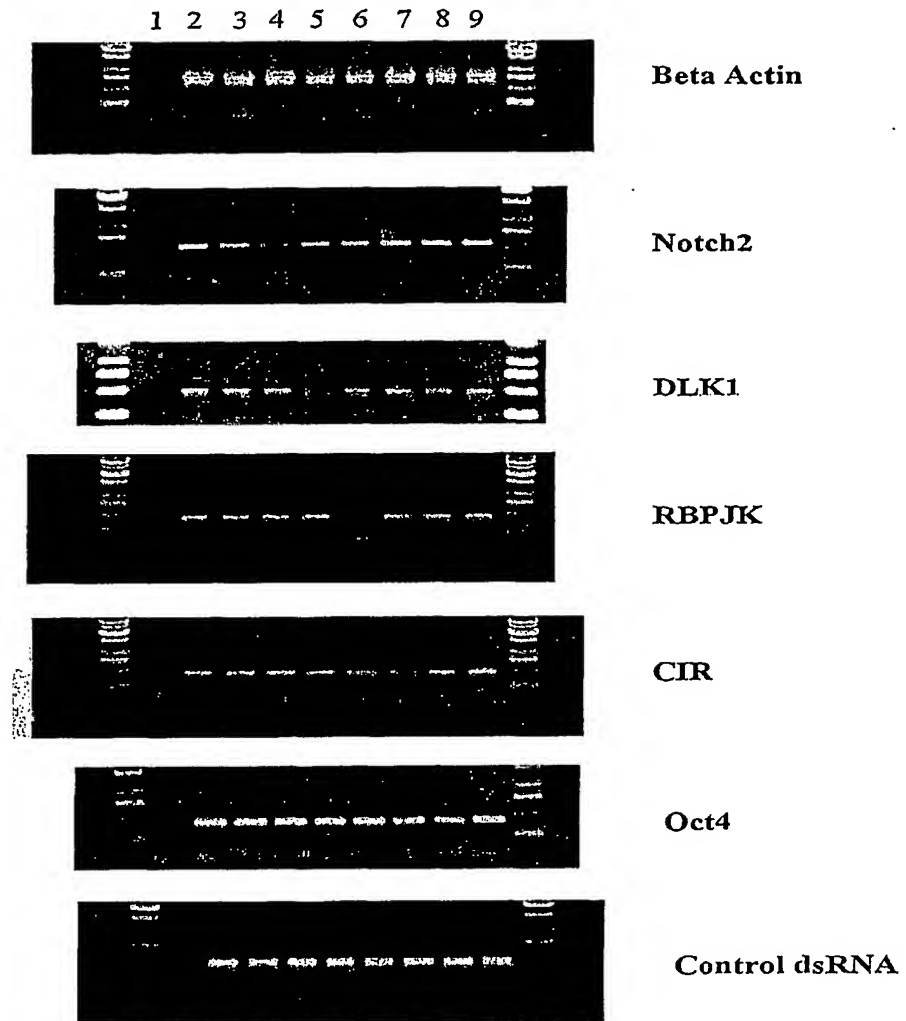 1 2 3 4 5 6 7 8 9
Beta Actin
Notch2
DLK1
RBPJK
CIR
Oct4
Control dsRNA